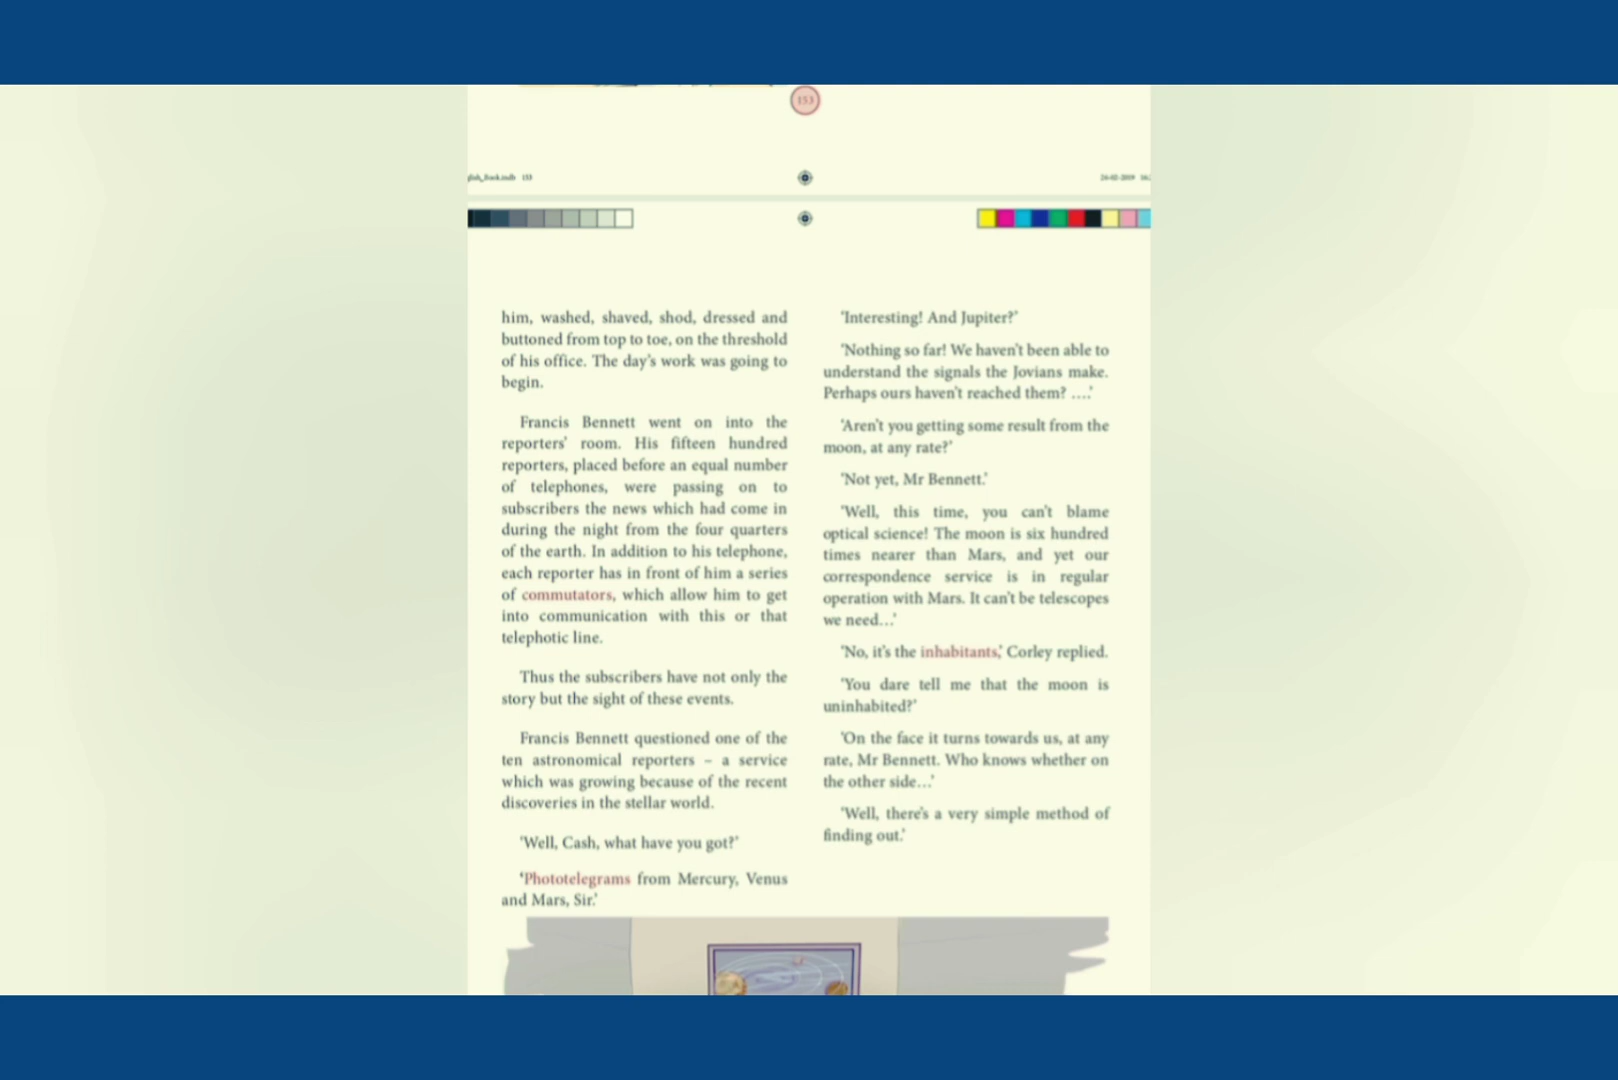 153
glish_Book.indb 153
24-02-2019
him, washed, shaved, shod, dressed and
buttoned from top to toe, on the threshold
of his office. The day's work was going to
begin.
Francis Bennett went on into the
reporters' room. His fifteen hundred
reporters, placed before an equal number
of telephones, were passing on to
subscribers the news which had come in
during the night from the four quarters
of the earth. In addition to his telephone,
each reporter has in front of him a series
of commutators, which allow him to get
into communication with this or that
telephotic line.
Thus the subscribers have not only the
story but the sight of these events.
Francis Bennett questioned one of the
ten astronomical reporters – a service
which was growing because of the recent
discoveries in the stellar world.
'Well, Cash, what have you got?'
'Phototelegrams from Mercury, Venus
and Mars, Sir.'
'Interesting! And Jupiter?'
'Nothing so far! We haven't been able to
understand the signals the Jovians make.
Perhaps ours haven't reached them? ….'
'Aren't you getting some result from the
moon, at any rate?'
'Not yet, Mr Bennett.'
'Well, this time, you can't blame
optical science! The moon is six hundred
times nearer than Mars, and yet our
correspondence service is in regular
operation with Mars. It can't be telescopes
we need…'
'No, it's the inhabitants,' Corley replied.
'You dare tell me that the moon is
uninhabited?'
'On the face it turns towards us, at any
rate, Mr Bennett. Who knows whether on
the other side…'
'Well, there's a very simple method of
finding out.'